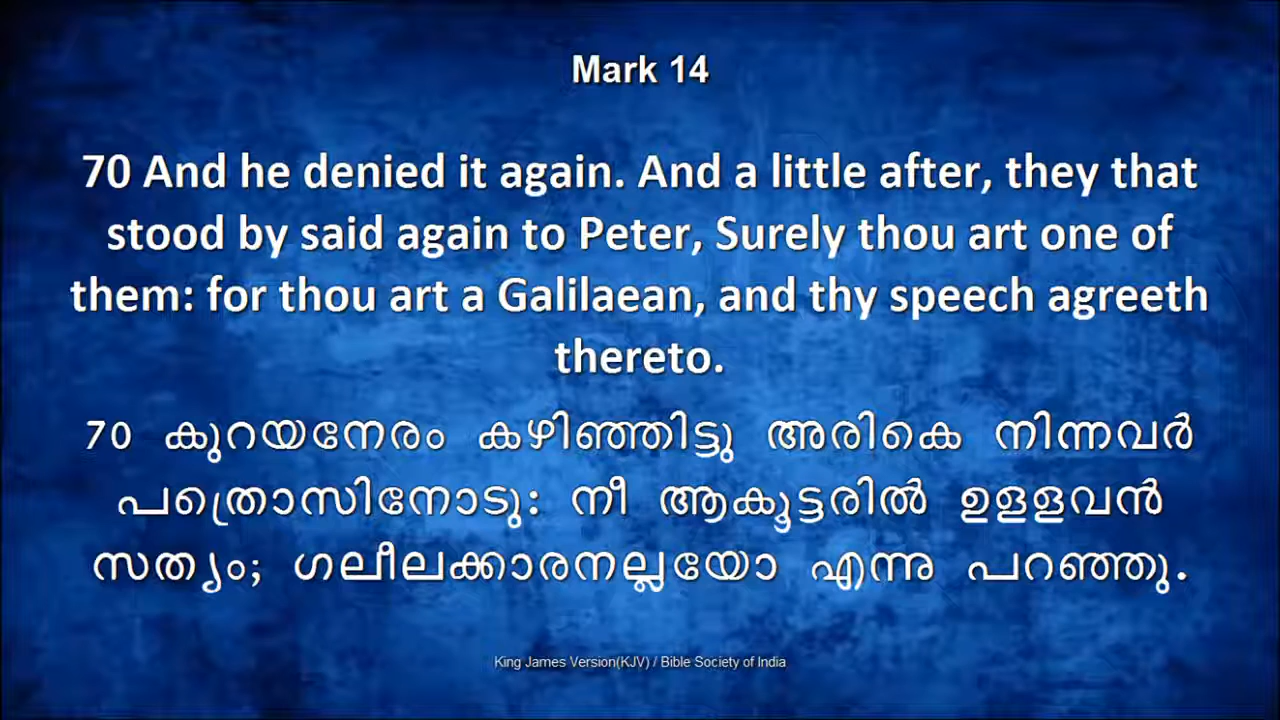 Mark 14
70 And he denied it again. And a little after, they that
stood by said again to Peter, Surely thou art one of
them: for thou art a Galilaean, and thy speech agreeth
thereto.
70 കുറയനേരം കഴിഞ്ഞിട്ടു അരികെ നിന്നവർ
പത്രൊസിനോടു: നീ ആകൂട്ടരിൽ ഉളളവൻ
സത്യം; ഗലീലക്കാരനല്ലയോ എന്നു പറഞ്ഞു.
King James Version(KJV) / Bible Society of India